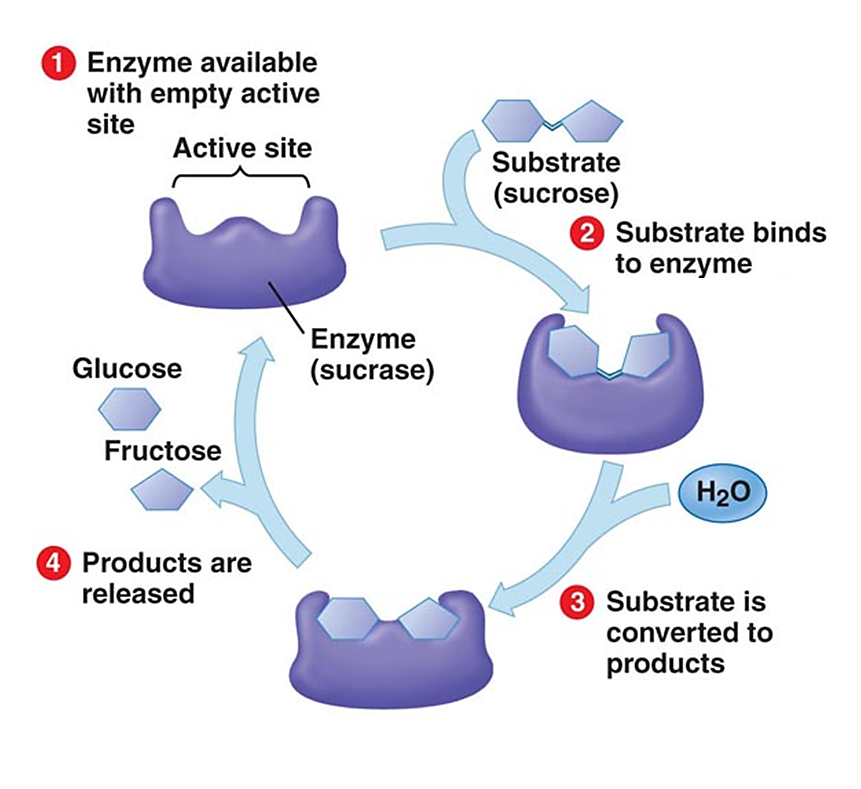 1 Enzyme available
with empty active
site
Active site
Substrate
(sucrose)
2 Substrate binds
to enzyme
Enzyme
(sucrase)
Glucose
Fructose
H₂O
4 Products are
released
3 Substrate is
converted to
products